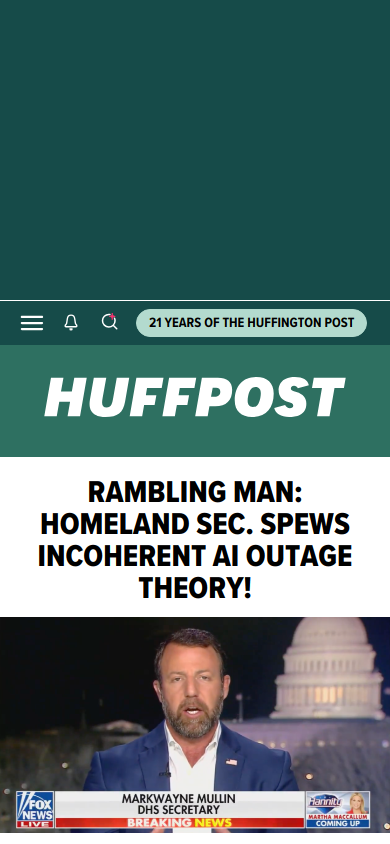 21 YEARS OF THE HUFFINGTON POST
HUFFPOST
RAMBLING MAN:
HOMELAND SEC. SPEWS
INCOHERENT AI OUTAGE
THEORY!
FOX
NEWS
LIVE
MARKWAYNE MULLIN
DHS SECRETARY
BREAKING NEWS
Hannity
MARTHA MACCALLUM
COMING UP